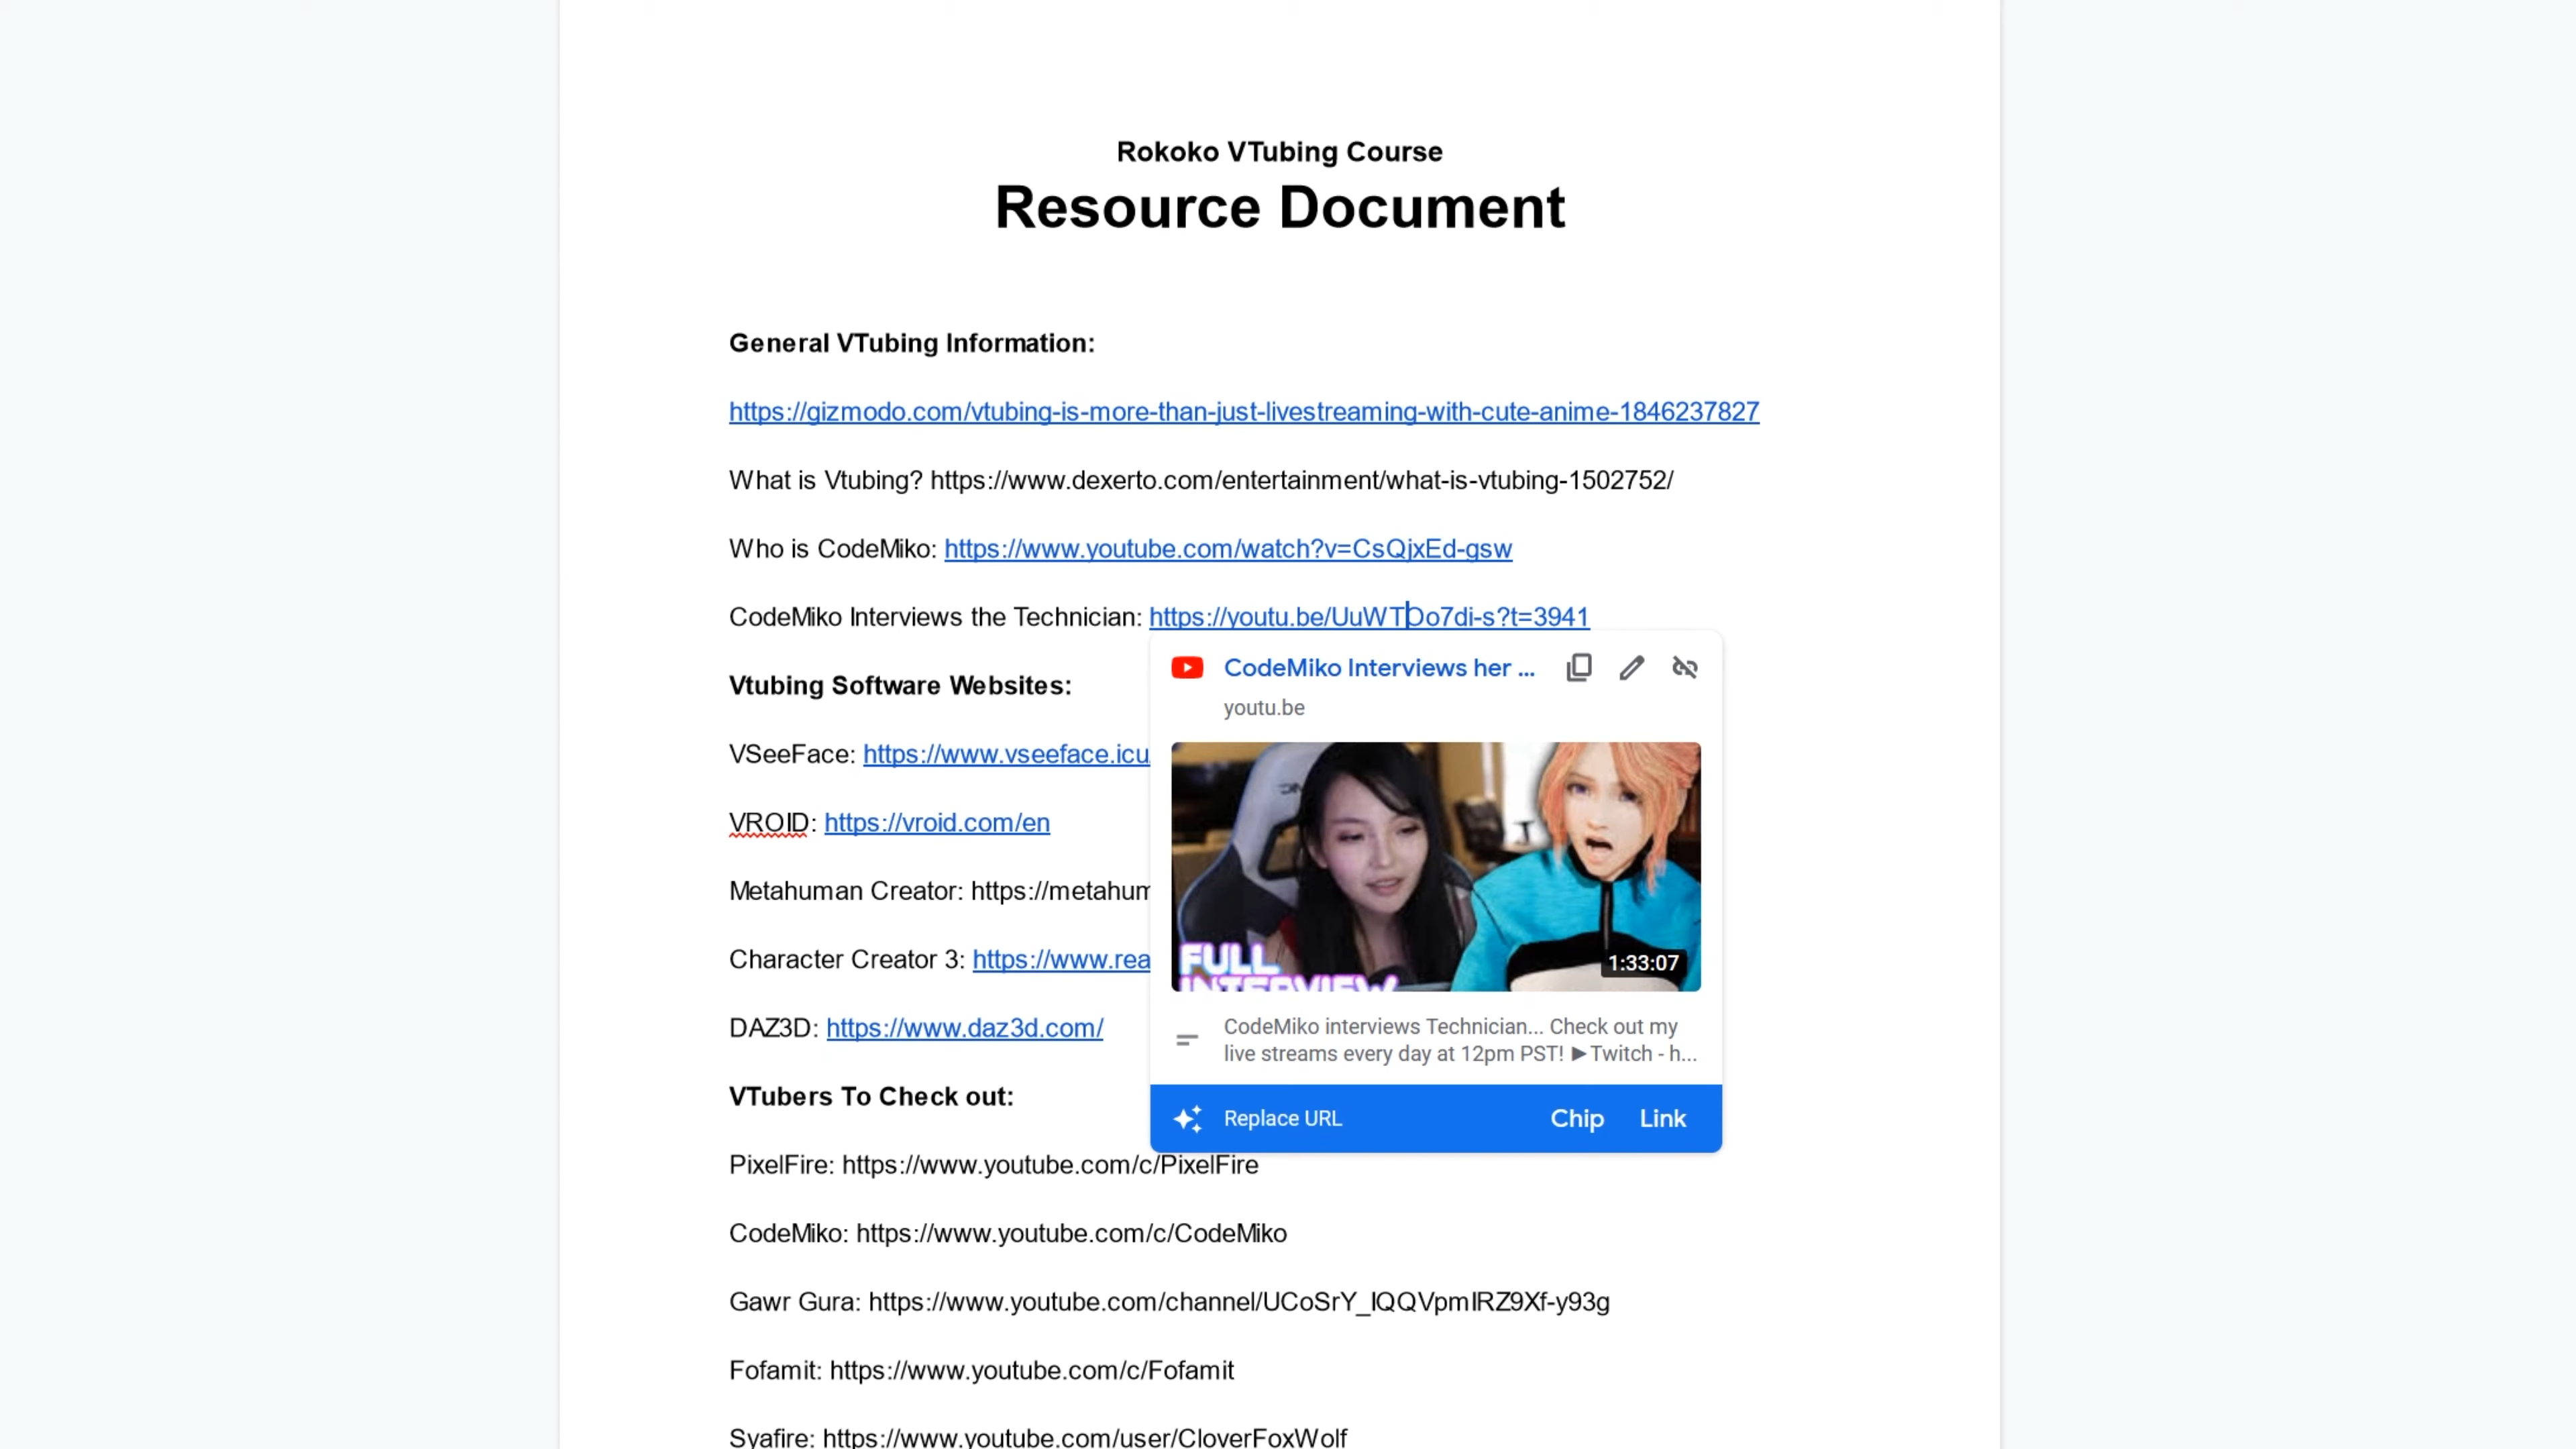 Rokoko VTubing Course
Resource Document
General VTubing Information:
https://gizmodo.com/vtubing-is-more-than-just-livestreaming-with-cute-anime-1846237827
What is Vtubing? https://www.dexerto.com/entertainment/what-is-vtubing-1502752/
Who is CodeMiko: https://www.youtube.com/watch?v=CsQjxEd-gsw
CodeMiko Interviews the Technician: https://youtu.be/UuWTOo7di-s?t=3941
CodeMiko Interviews her ...
youtu.be
FULL
INTERVIEW
1:33:07
CodeMiko interviews Technician... Check out my
live streams every day at 12pm PST! ►Twitch - h...
Replace URL Chip Link
Vtubing Software Websites:
VSeeFace: https://www.vseeface.icu
VROID: https://vroid.com/en
Metahuman Creator: https://metahum
Character Creator 3: https://www.rea
DAZ3D: https://www.daz3d.com/
VTubers To Check out:
PixelFire: https://www.youtube.com/c/PixelFire
CodeMiko: https://www.youtube.com/c/CodeMiko
Gawr Gura: https://www.youtube.com/channel/UCoSrY_IQQVpmIRZ9Xf-y93g
Fofamit: https://www.youtube.com/c/Fofamit
Syafire: https://www.youtube.com/user/CloverFoxWolf